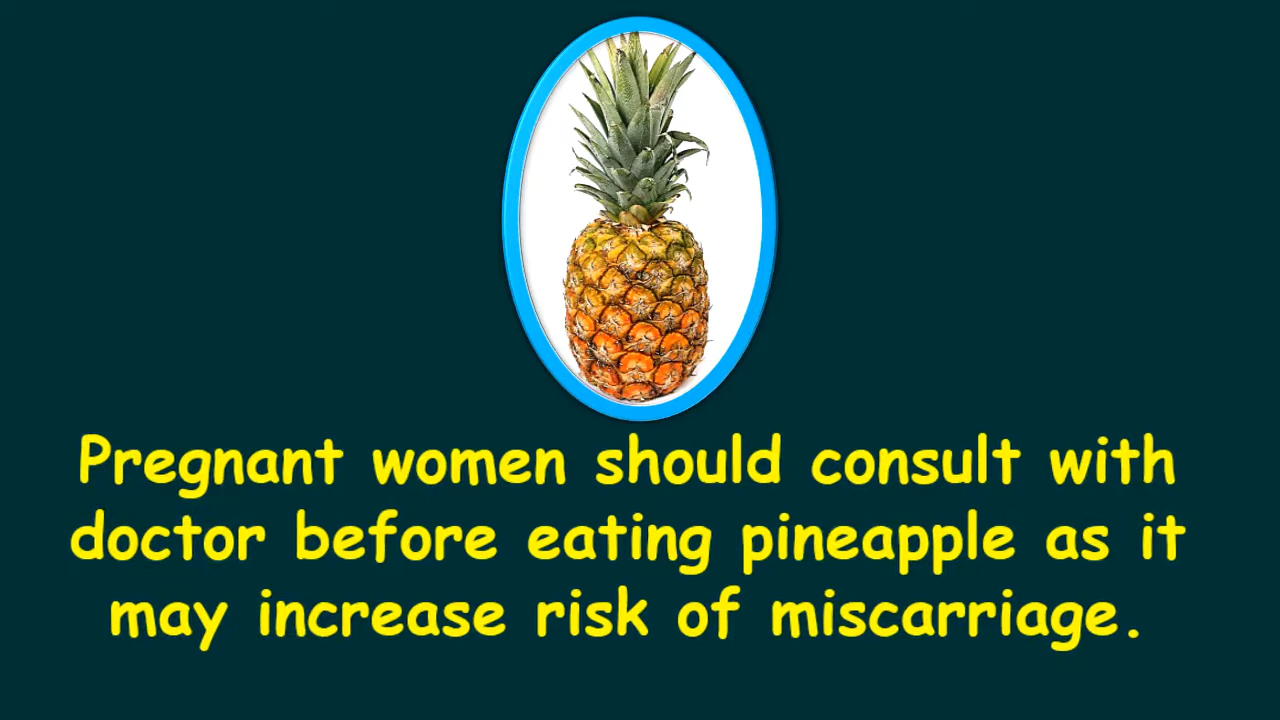 Pregnant women should consult with
doctor before eating pineapple as it
may increase risk of miscarriage.